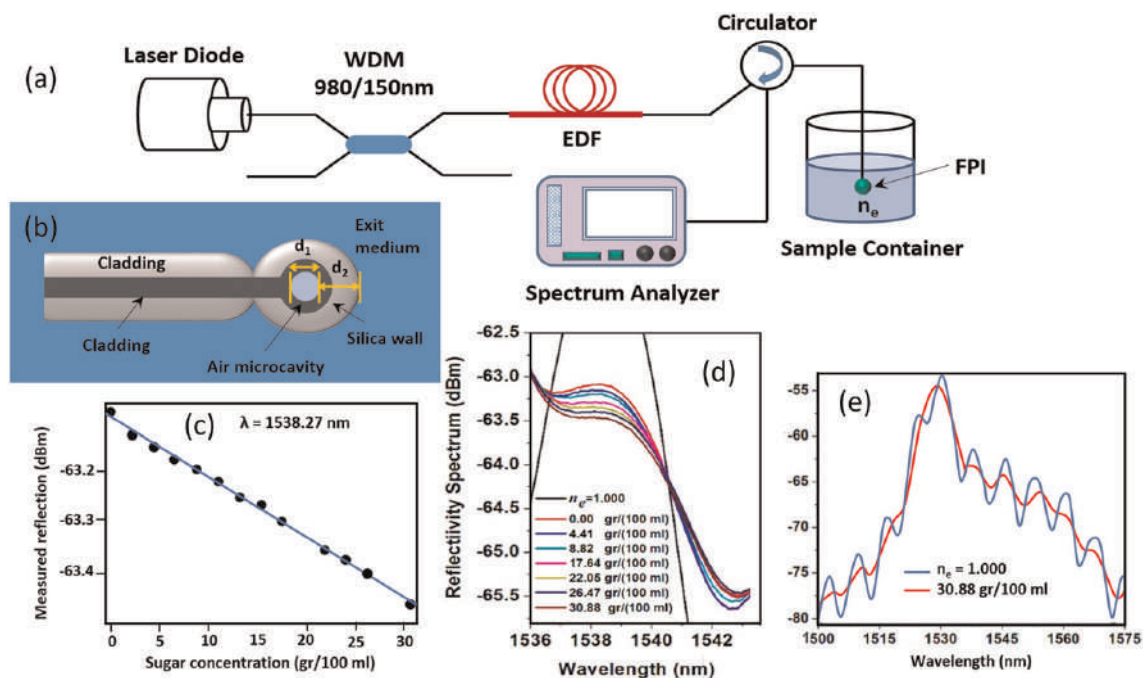 (a)
Laser Diode
WDM
980/150nm
EDF
Circulator
FPI
nₑ
Sample Container
Spectrum Analyzer
(b)
Exit
medium
Cladding
d₁
d₂
Cladding
Air microcavity
Silica wall
(c)
λ = 1538.27 nm
Measured reflection (dBm)
-63.2
-63.3
-63.4
0 5 10 15 20 25 30
Sugar concentration (gr/100 ml)
(d)
Reflectivity Spectrum (dBm)
-62.5
-63.0
-63.5
-64.0
-64.5
-65.0
-65.5
nₑ=1.000
0.00 gr/(100 ml)
4.41 gr/(100 ml)
8.82 gr/(100 ml)
17.64 gr/(100 ml)
22.05 gr/(100 ml)
26.47 gr/(100 ml)
30.88 gr/(100 ml)
1536 1538 1540 1542
Wavelength (nm)
(e)
-55
-60
-65
-70
-75
-80
nₑ = 1.000
30.88 gr/100 ml
1500 1515 1530 1545 1560 1575
Wavelength (nm)